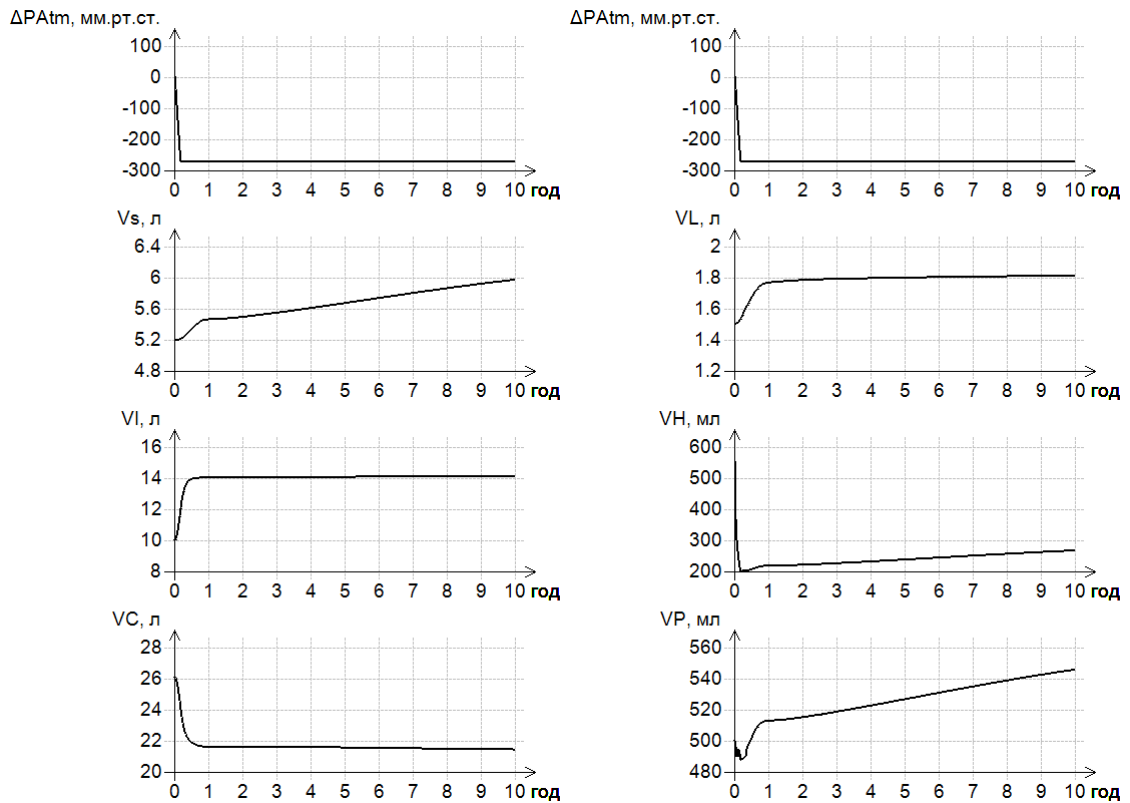 ΔPAtm, мм.рт.ст.
100
0
-100
-200
-300
0 1 2 3 4 5 6 7 8 9 10 год
Vs, л
6.4
6
5.6
5.2
4.8
0 1 2 3 4 5 6 7 8 9 10 год
VI, л
16
14
12
10
8
0 1 2 3 4 5 6 7 8 9 10 год
VC, л
28
26
24
22
20
0 1 2 3 4 5 6 7 8 9 10 год
ΔPAtm, мм.рт.ст.
100
0
-100
-200
-300
0 1 2 3 4 5 6 7 8 9 10 год
VL, л
2
1.8
1.6
1.4
1.2
0 1 2 3 4 5 6 7 8 9 10 год
VH, мл
600
500
400
300
200
0 1 2 3 4 5 6 7 8 9 10 год
VP, мл
560
540
520
500
480
0 1 2 3 4 5 6 7 8 9 10 год